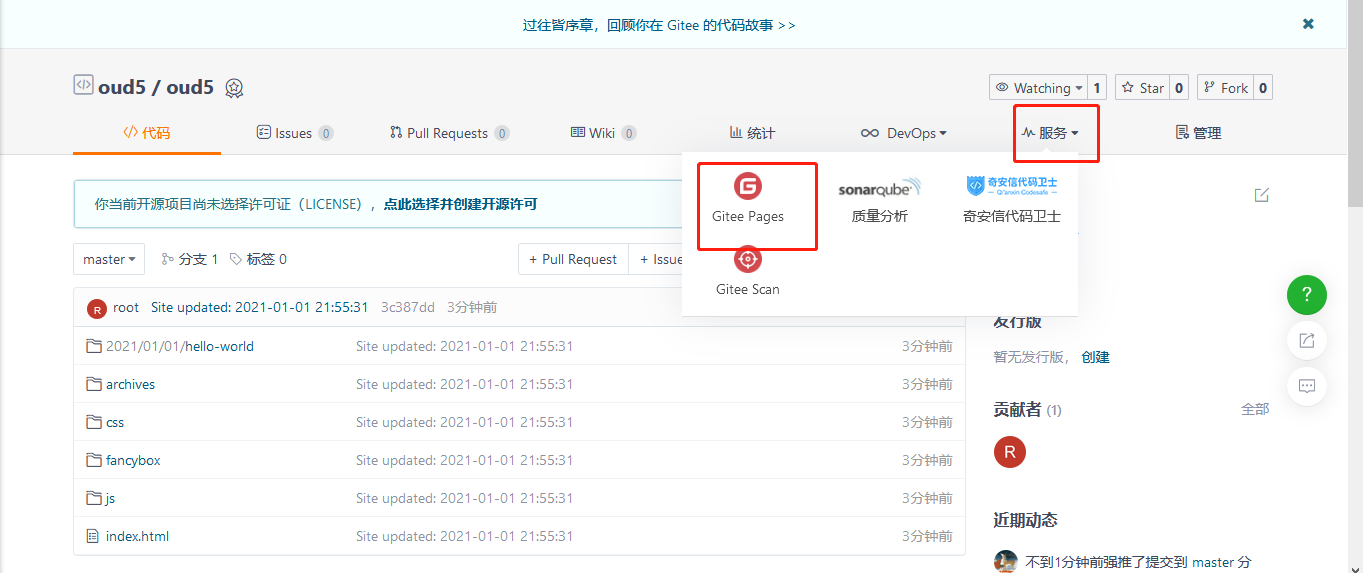 过往皆序章，回顾你在 Gitee 的代码故事 >>
oud5 / oud5
Watching 1 Star 0 Fork 0
代码 Issues 0 Pull Requests 0 Wiki 0 统计 DevOps 服务 管理
你当前开源项目尚未选择许可证（LICENSE），点此选择并创建开源许可
Gitee Pages
sonarqube
质量分析
奇安信代码卫士
Qi'anxin Codesafe
奇安信代码卫士
Gitee Scan
master 分支 1 标签 0 + Pull Request + Issue
R root Site updated: 2021-01-01 21:55:31 3c387dd 3分钟前
2021/01/01/hello-world Site updated: 2021-01-01 21:55:31 3分钟前
archives Site updated: 2021-01-01 21:55:31 3分钟前
css Site updated: 2021-01-01 21:55:31 3分钟前
fancybox Site updated: 2021-01-01 21:55:31 3分钟前
js Site updated: 2021-01-01 21:55:31 3分钟前
index.html Site updated: 2021-01-01 21:55:31 3分钟前
发行版
暂无发行版，创建
贡献者 (1) 全部
R
近期动态
不到1分钟前强推了提交到 master 分
?